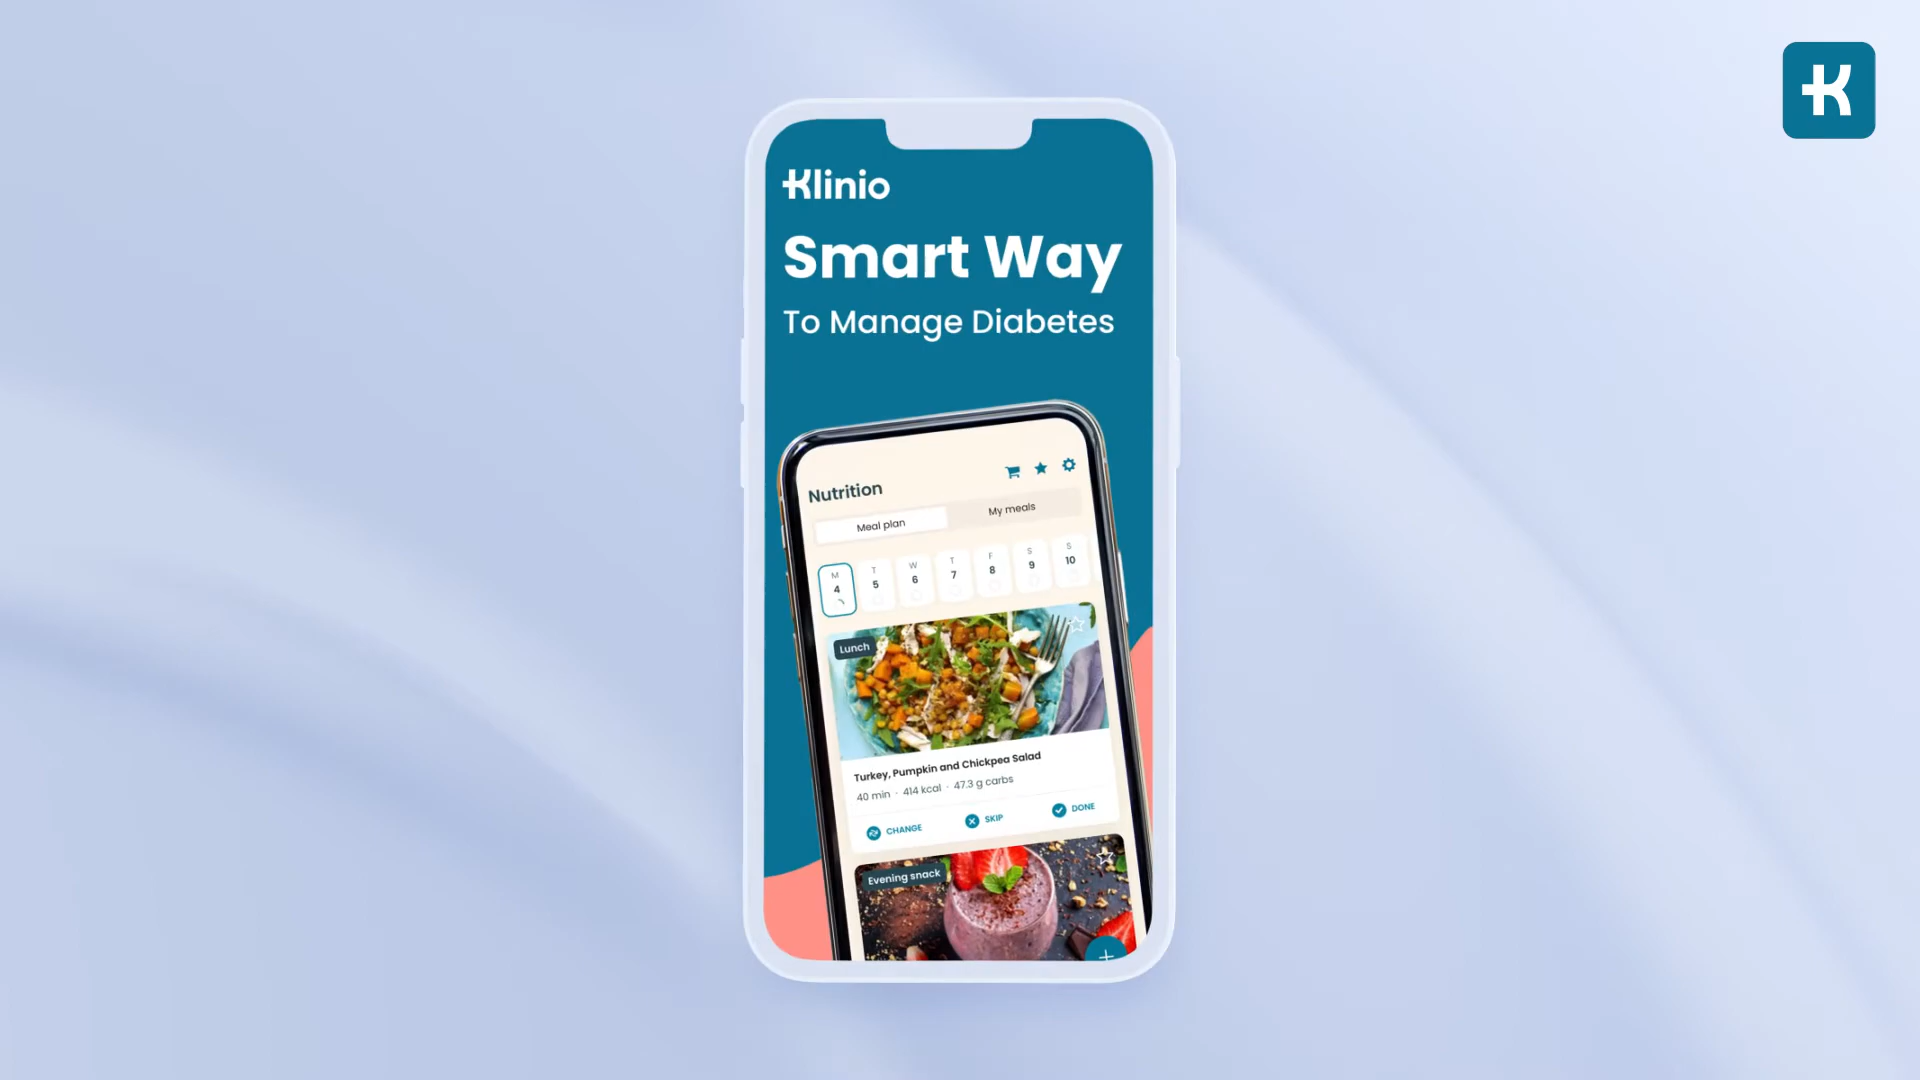 K
Klinio
Smart Way
To Manage Diabetes
Nutrition
Meal plan
My meals
M T W T F S S
4 5 6 7 8 9 10
Lunch
Turkey, Pumpkin and Chickpea Salad
40 min · 414 kcal · 47.3 g carbs
CHANGE SKIP DONE
Evening snack